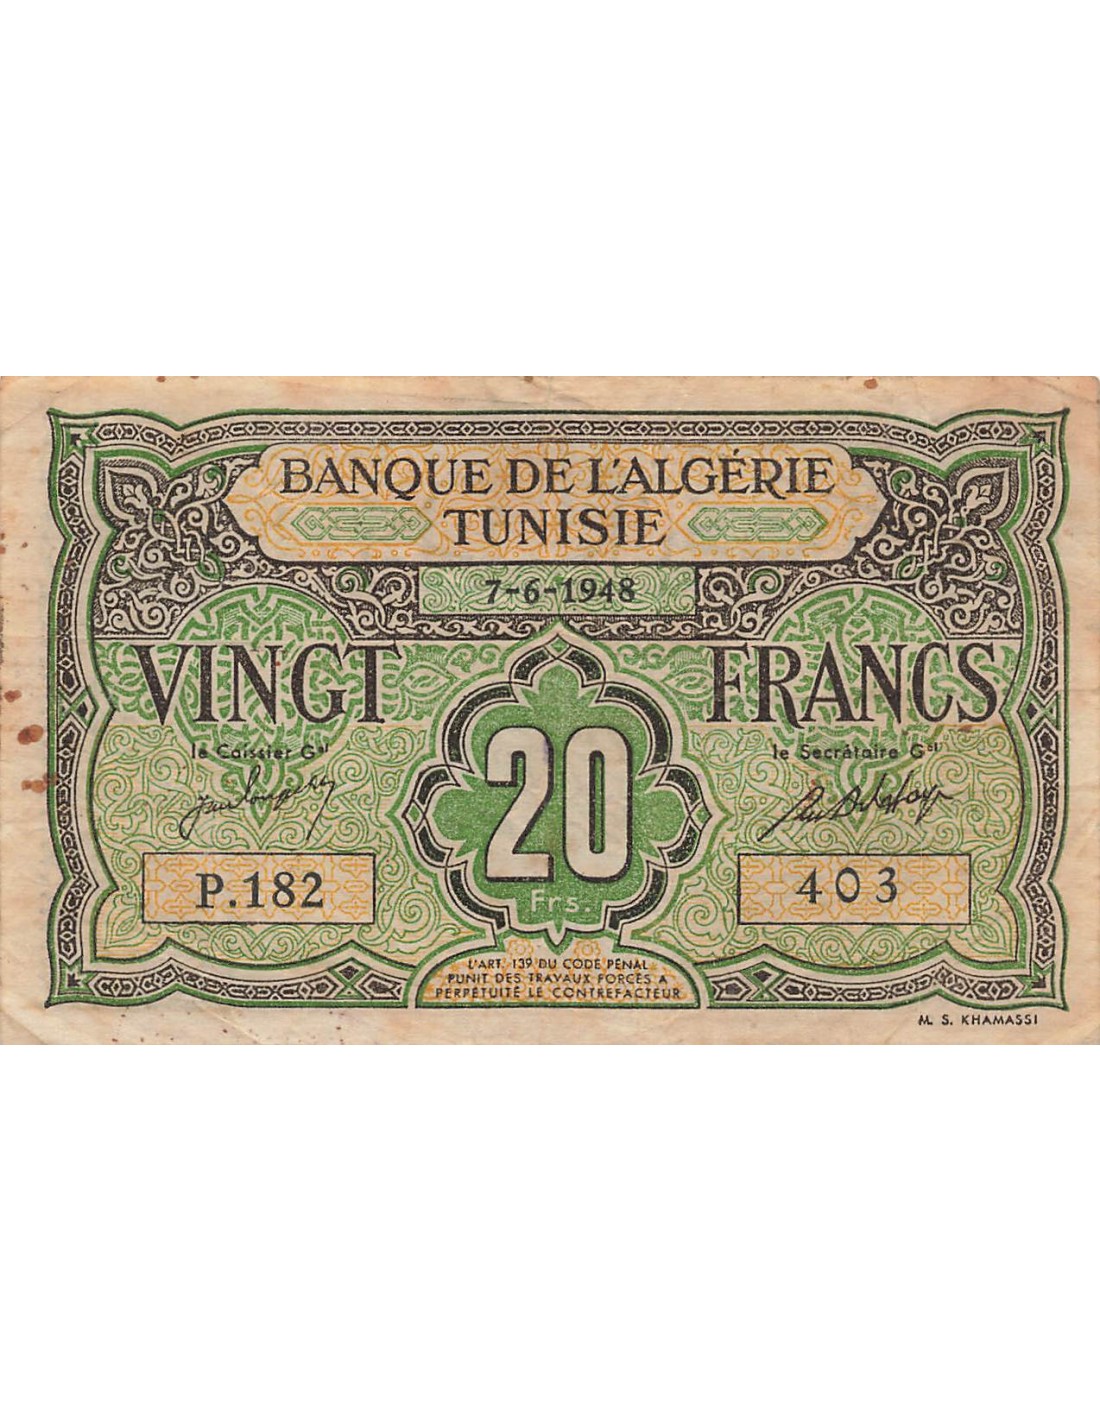 BANQUE DE L'ALGÉRIE
TUNISIE
7-6-1948
VINGT FRANCS
le Caissier Gal
le Secrétaire Gal
20
Frs.
P.182
403
L'ART. 139 DU CODE PÉNAL
PUNIT DES TRAVAUX FORCÉS A
PERPÉTUITÉ LE CONTREFACTEUR
M. S. KHAMASSI